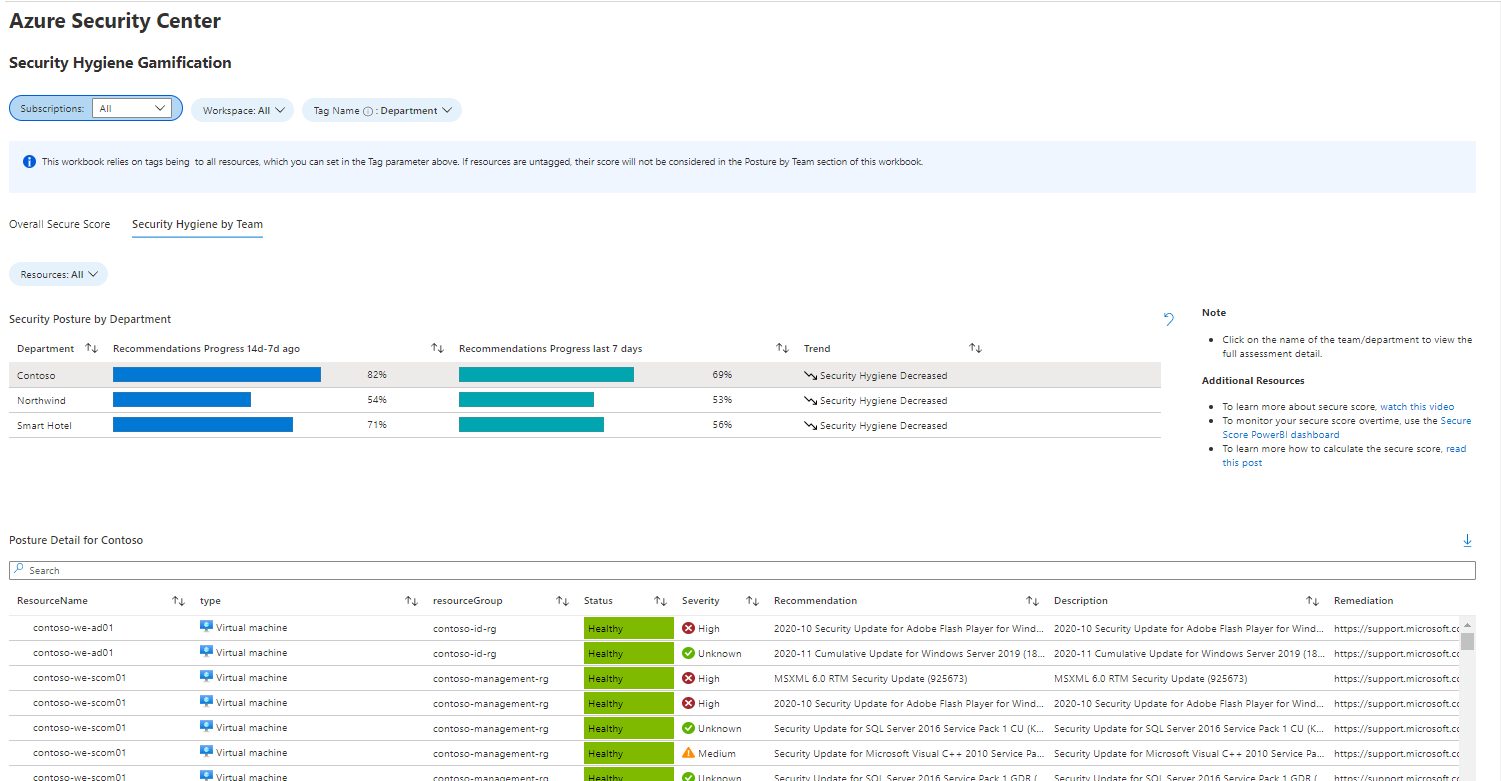 Azure Security Center
Security Hygiene Gamification
Subscriptions: All
Workspace: All
Tag Name : Department
This workbook relies on tags being to all resources, which you can set in the Tag parameter above. If resources are untagged, their score will not be considered in the Posture by Team section of this workbook.
Overall Secure Score
Security Hygiene by Team
Resources: All
Security Posture by Department
Department Recommendations Progress 14d-7d ago Recommendations Progress last 7 days Trend
Contoso 82% 69% Security Hygiene Decreased
Northwind 54% 53% Security Hygiene Decreased
Smart Hotel 71% 56% Security Hygiene Decreased
Note
Click on the name of the team/department to view the
full assessment detail.
Additional Resources
To learn more about secure score, watch this video
To monitor your secure score overtime, use the Secure
Score PowerBI dashboard
To learn more how to calculate the secure score, read
this post
Posture Detail for Contoso
Search
ResourceName type resourceGroup Status Severity Recommendation Description Remediation
contoso-we-ad01 Virtual machine contoso-id-rg Healthy High 2020-10 Security Update for Adobe Flash Player for Wind... 2020-10 Security Update for Adobe Flash Player for Wind... https://support.microsoft.cc
contoso-we-ad01 Virtual machine contoso-id-rg Healthy Unknown 2020-11 Cumulative Update for Windows Server 2019 (18... 2020-11 Cumulative Update for Windows Server 2019 (18... https://support.microsoft.cc
contoso-we-scom01 Virtual machine contoso-management-rg Healthy High MSXML 6.0 RTM Security Update (925673) MSXML 6.0 RTM Security Update (925673) https://support.microsoft.cc
contoso-we-scom01 Virtual machine contoso-management-rg Healthy High 2020-10 Security Update for Adobe Flash Player for Wind... 2020-10 Security Update for Adobe Flash Player for Wind... https://support.microsoft.cc
contoso-we-scom01 Virtual machine contoso-management-rg Healthy Unknown Security Update for SQL Server 2016 Service Pack 1 CU (K... Security Update for SQL Server 2016 Service Pack 1 CU (K... https://support.microsoft.cc
contoso-we-scom01 Virtual machine contoso-management-rg Healthy Medium Security Update for Microsoft Visual C++ 2010 Service Pa... Security Update for Microsoft Visual C++ 2010 Service Pa... https://support.microsoft.cc
contoso-we-scom01 Virtual machine contoso-management-rg Healthy Unknown Security Update for SQL Server 2016 Service Pack 1 GDR (... Security Update for SQL Server 2016 Service Pack 1 GDR (... https://support.microsoft.cc